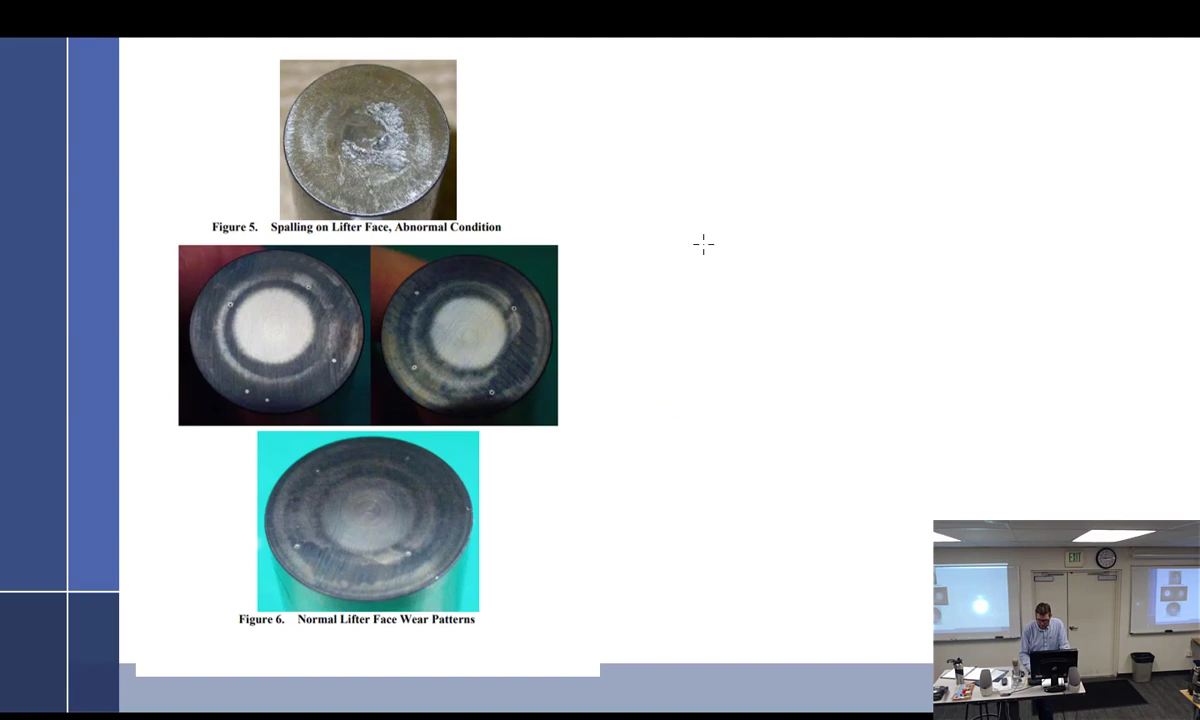 Figure 5. Spalling on Lifter Face, Abnormal Condition
Figure 6. Normal Lifter Face Wear Patterns
EXIT